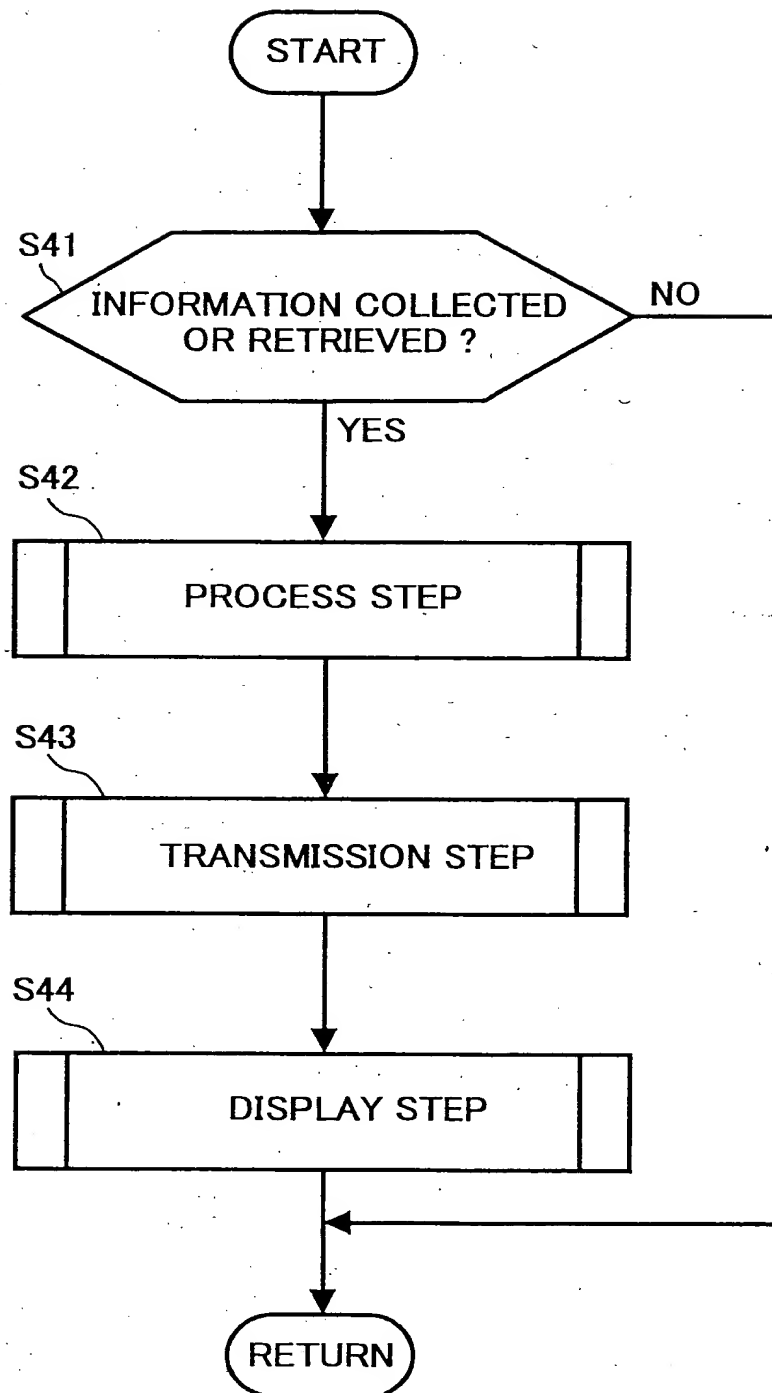 START
S41
INFORMATION COLLECTED
OR RETRIEVED ?
NO
YES
S42
PROCESS STEP
S43
TRANSMISSION STEP
S44
DISPLAY STEP
RETURN